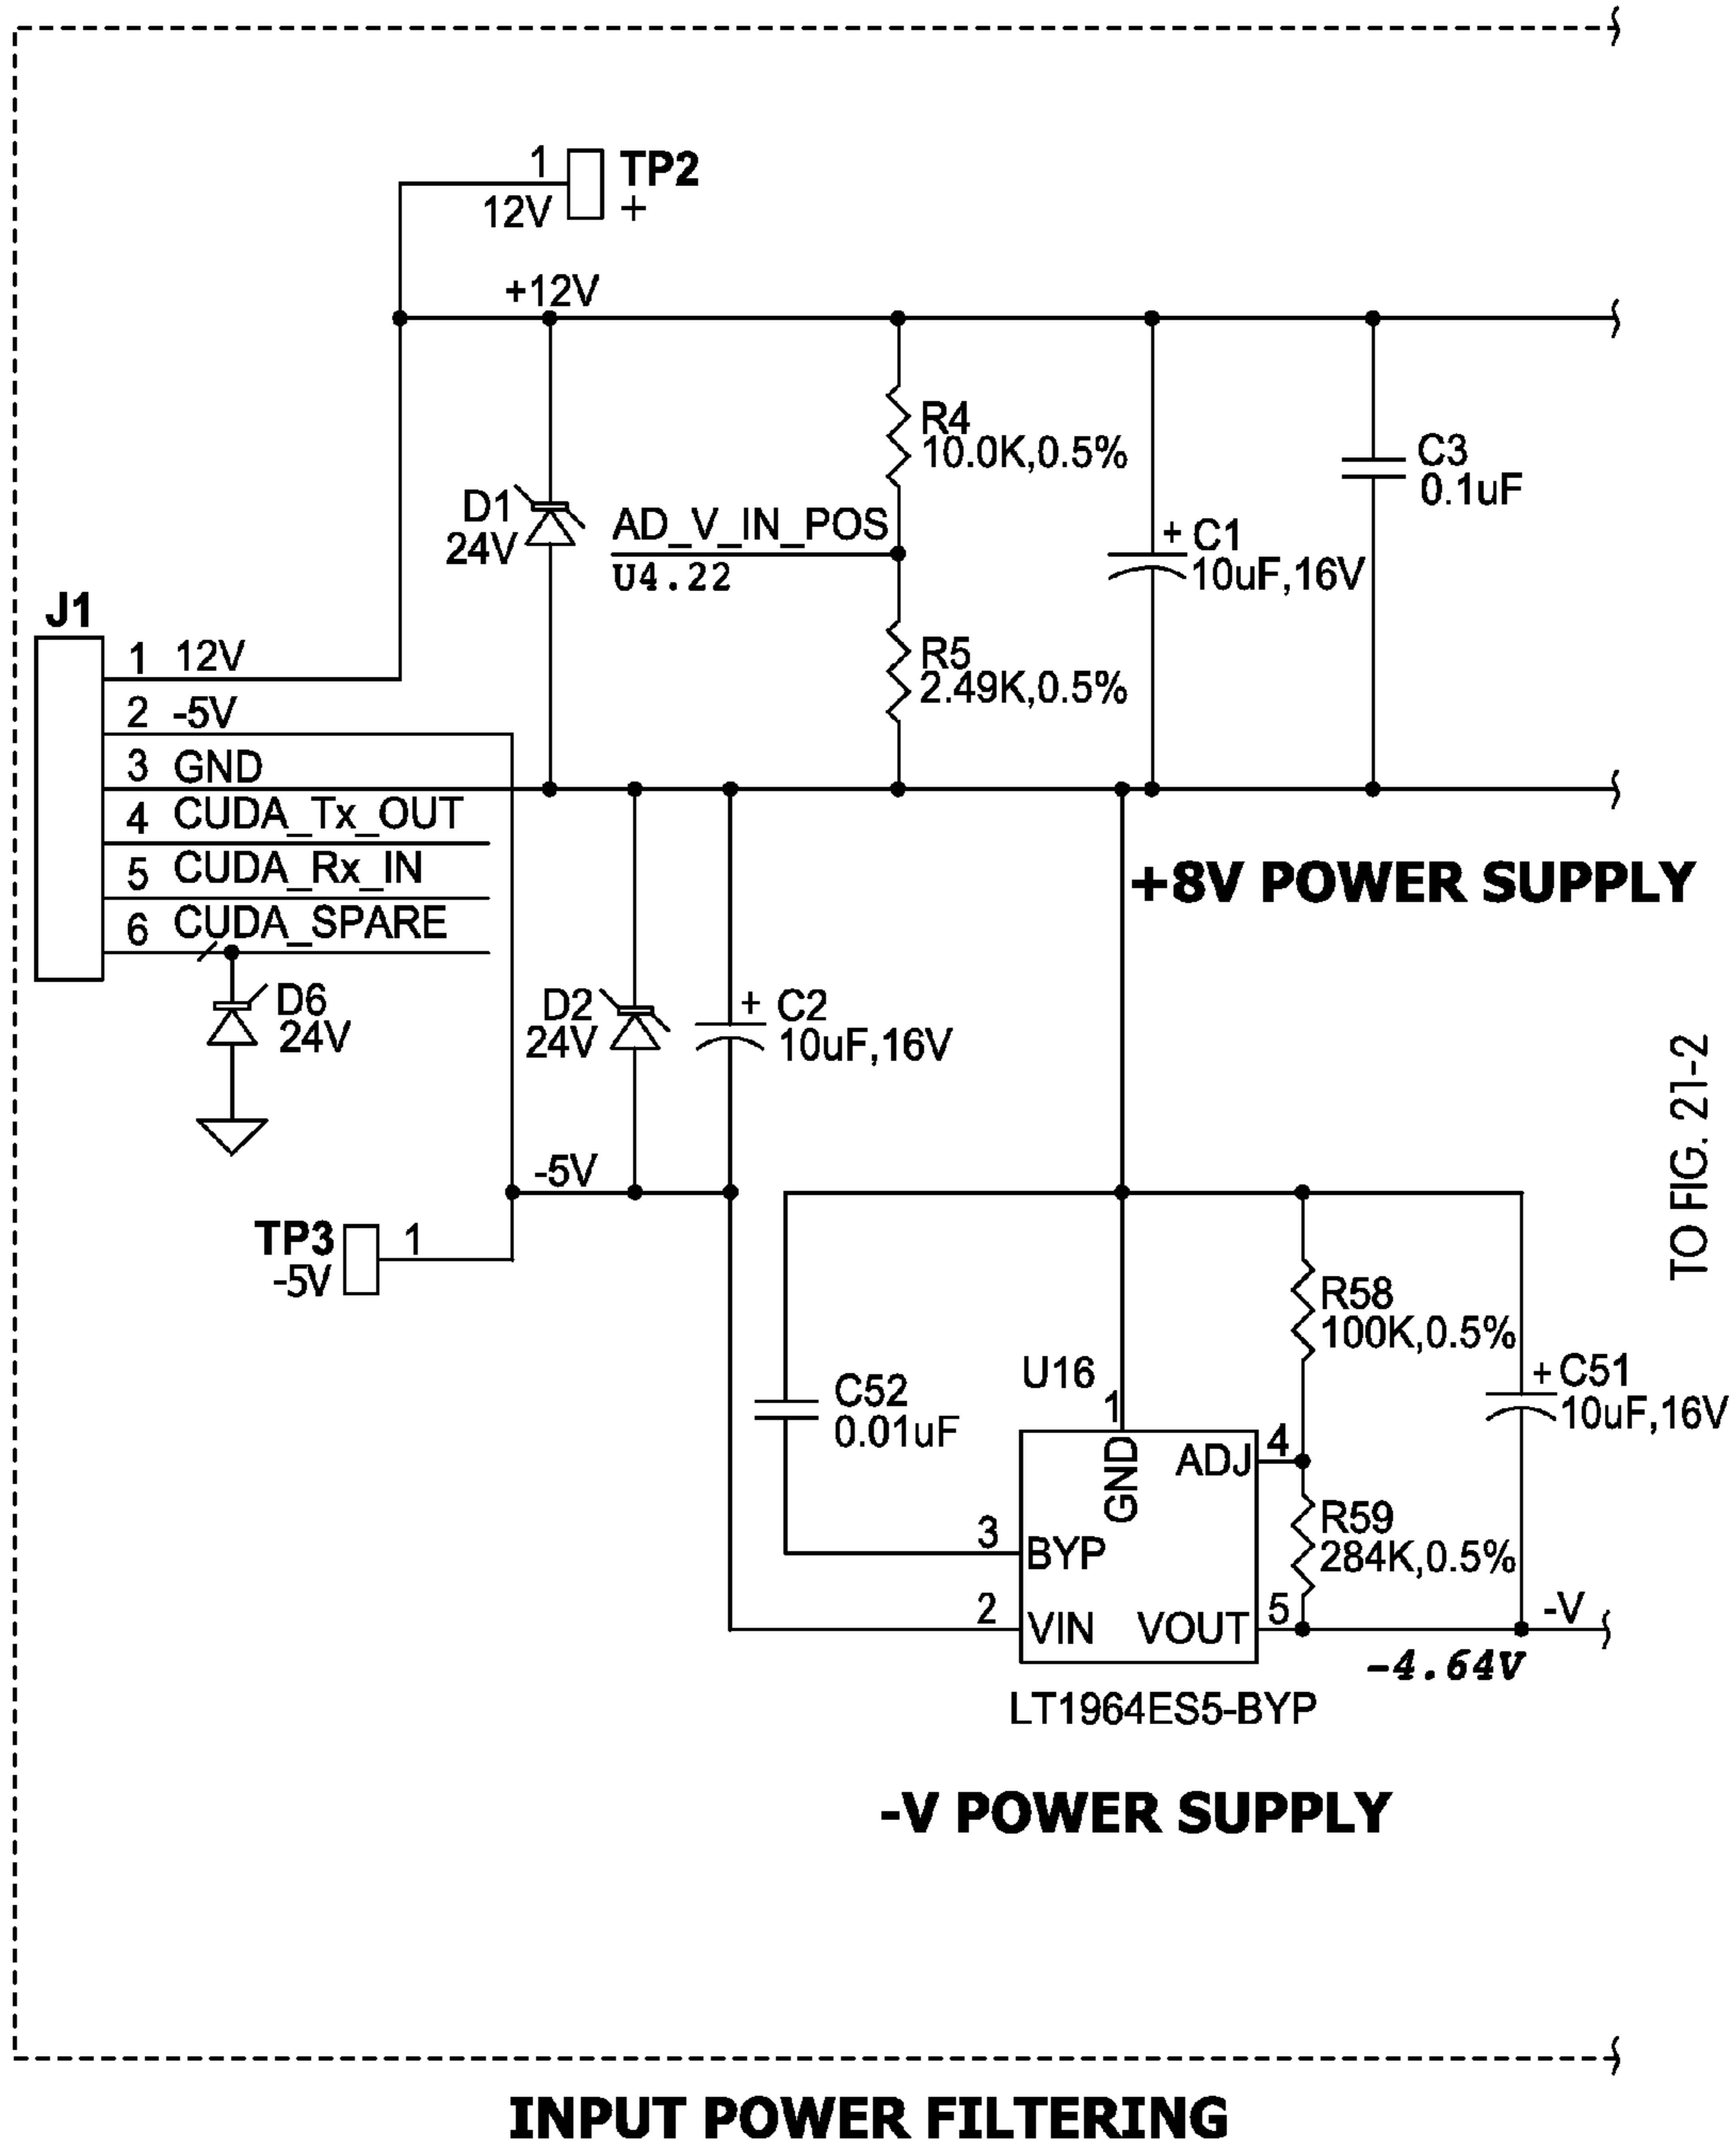 1
TP2
12V
+
+12V
R4
10.0K,0.5%
C3
0.1uF
D1
24V
AD_V_IN_POS
U4.22
+ C1
10uF,16V
J1
1 12V
R5
2.49K,0.5%
2 -5V
3 GND
4 CUDA_Tx_OUT
5 CUDA_Rx_IN
+8V POWER SUPPLY
6 CUDA_SPARE
D6
24V
D2
24V
+ C2
10uF,16V
TO FIG. 21-2
-5V
TP3
1
-5V
R58
100K,0.5%
U16
1
C52
0.01uF
+ C51
10uF,16V
GND
ADJ
4
R59
284K,0.5%
3
BYP
2
VIN
VOUT
5
-V
-4.64V
LT1964ES5-BYP
-V POWER SUPPLY
INPUT POWER FILTERING